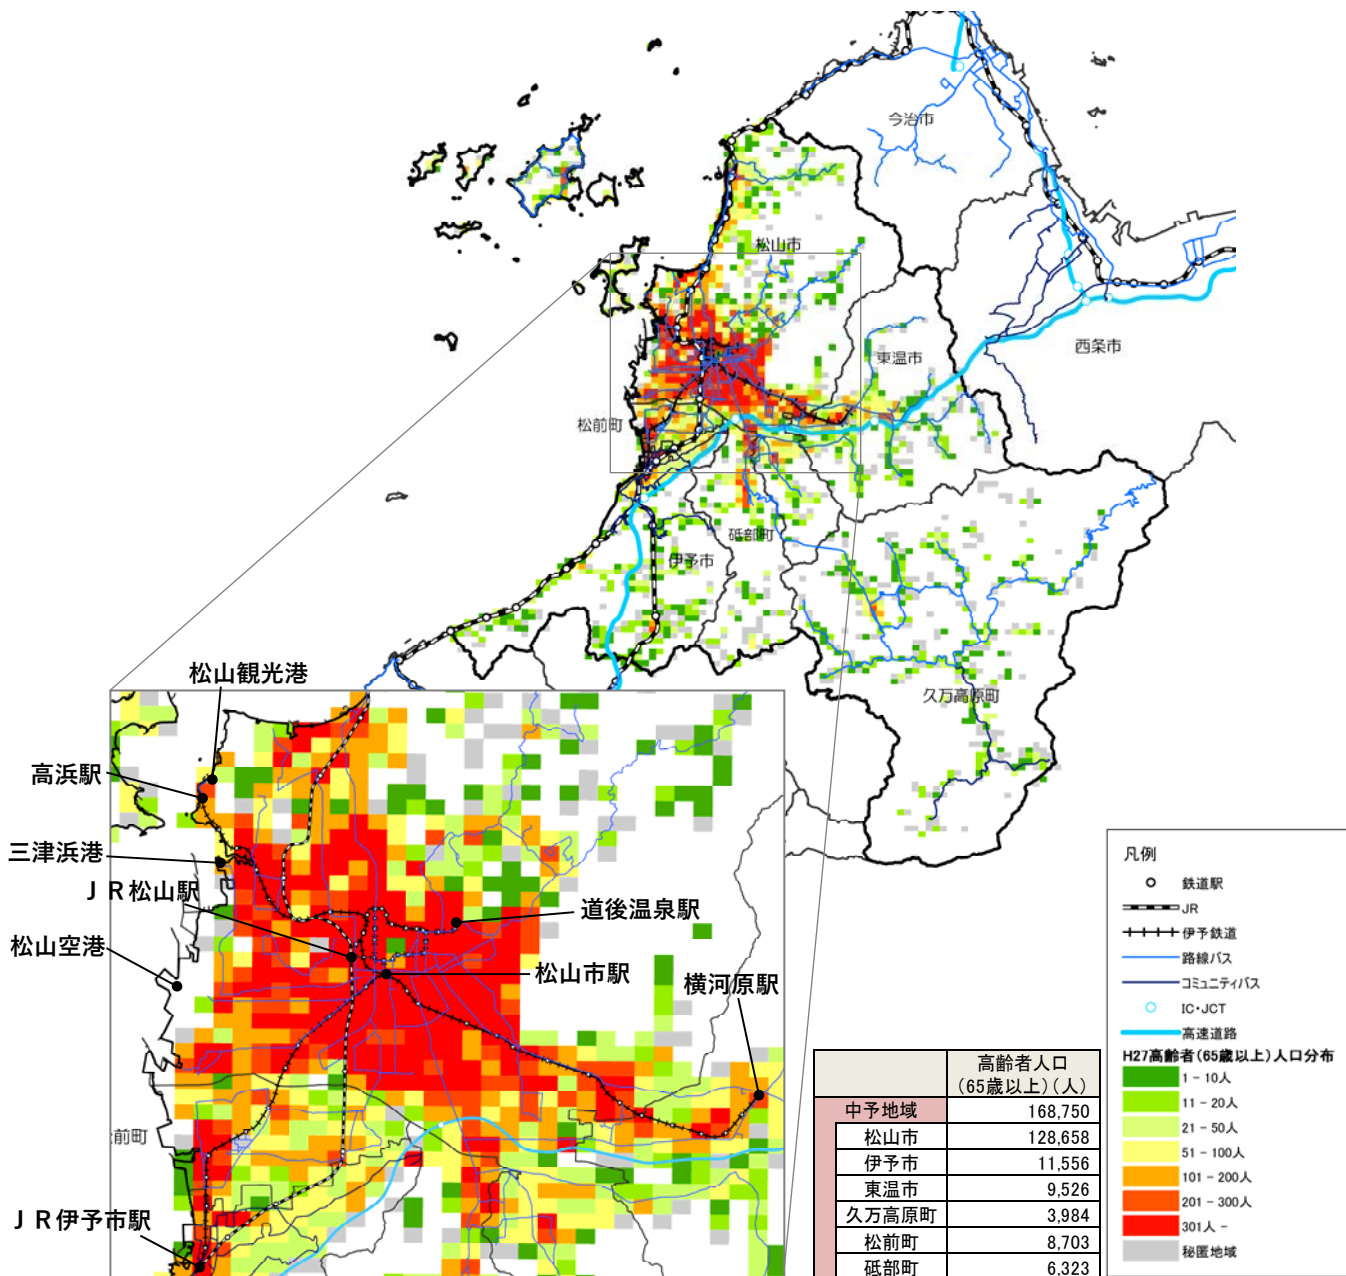 今治市
松山市
東温市
西条市
松前町
砥部町
伊予市
久万高原町
松山観光港
高浜駅
三津浜港
JR松山駅
道後温泉駅
松山空港
松山市駅
横河原駅
前町
JR伊予市駅
高齢者人口
(65歳以上)(人)
中予地域 168,750
松山市 128,658
伊予市 11,556
東温市 9,526
久万高原町 3,984
松前町 8,703
砥部町 6,323
凡例
鉄道駅
JR
伊予鉄道
路線バス
コミュニティバス
IC・JCT
高速道路
H27高齢者(65歳以上)人口分布
1 - 10人
11 - 20人
21 - 50人
51 - 100人
101 - 200人
201 - 300人
301人 -
秘匿地域